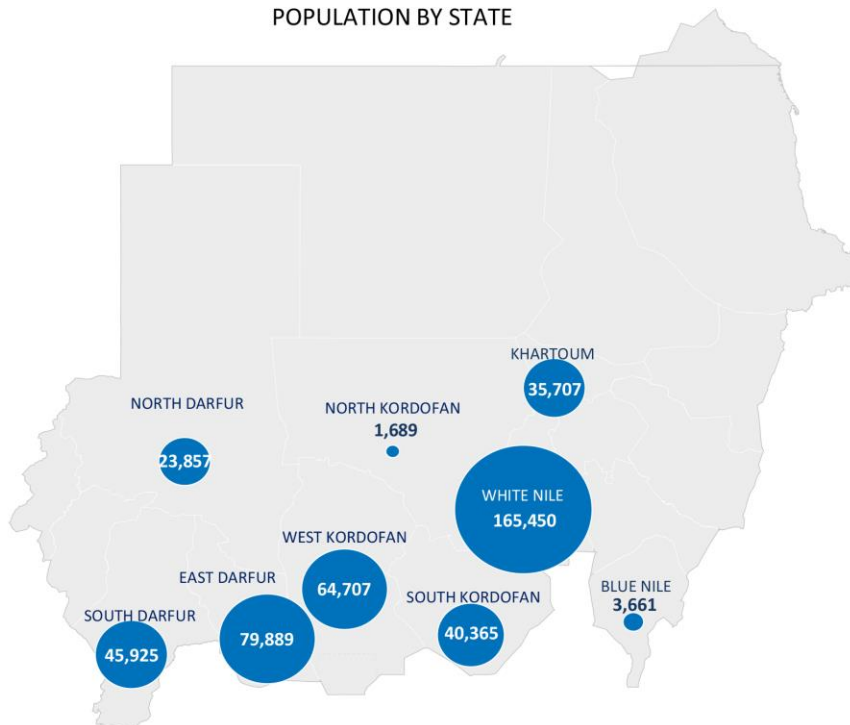 POPULATION BY STATE
KHARTOUM
35,707
NORTH DARFUR
23,857
NORTH KORDOFAN
1,689
WHITE NILE
165,450
WEST KORDOFAN
64,707
EAST DARFUR
79,889
SOUTH KORDOFAN
40,365
BLUE NILE
3,661
SOUTH DARFUR
45,925